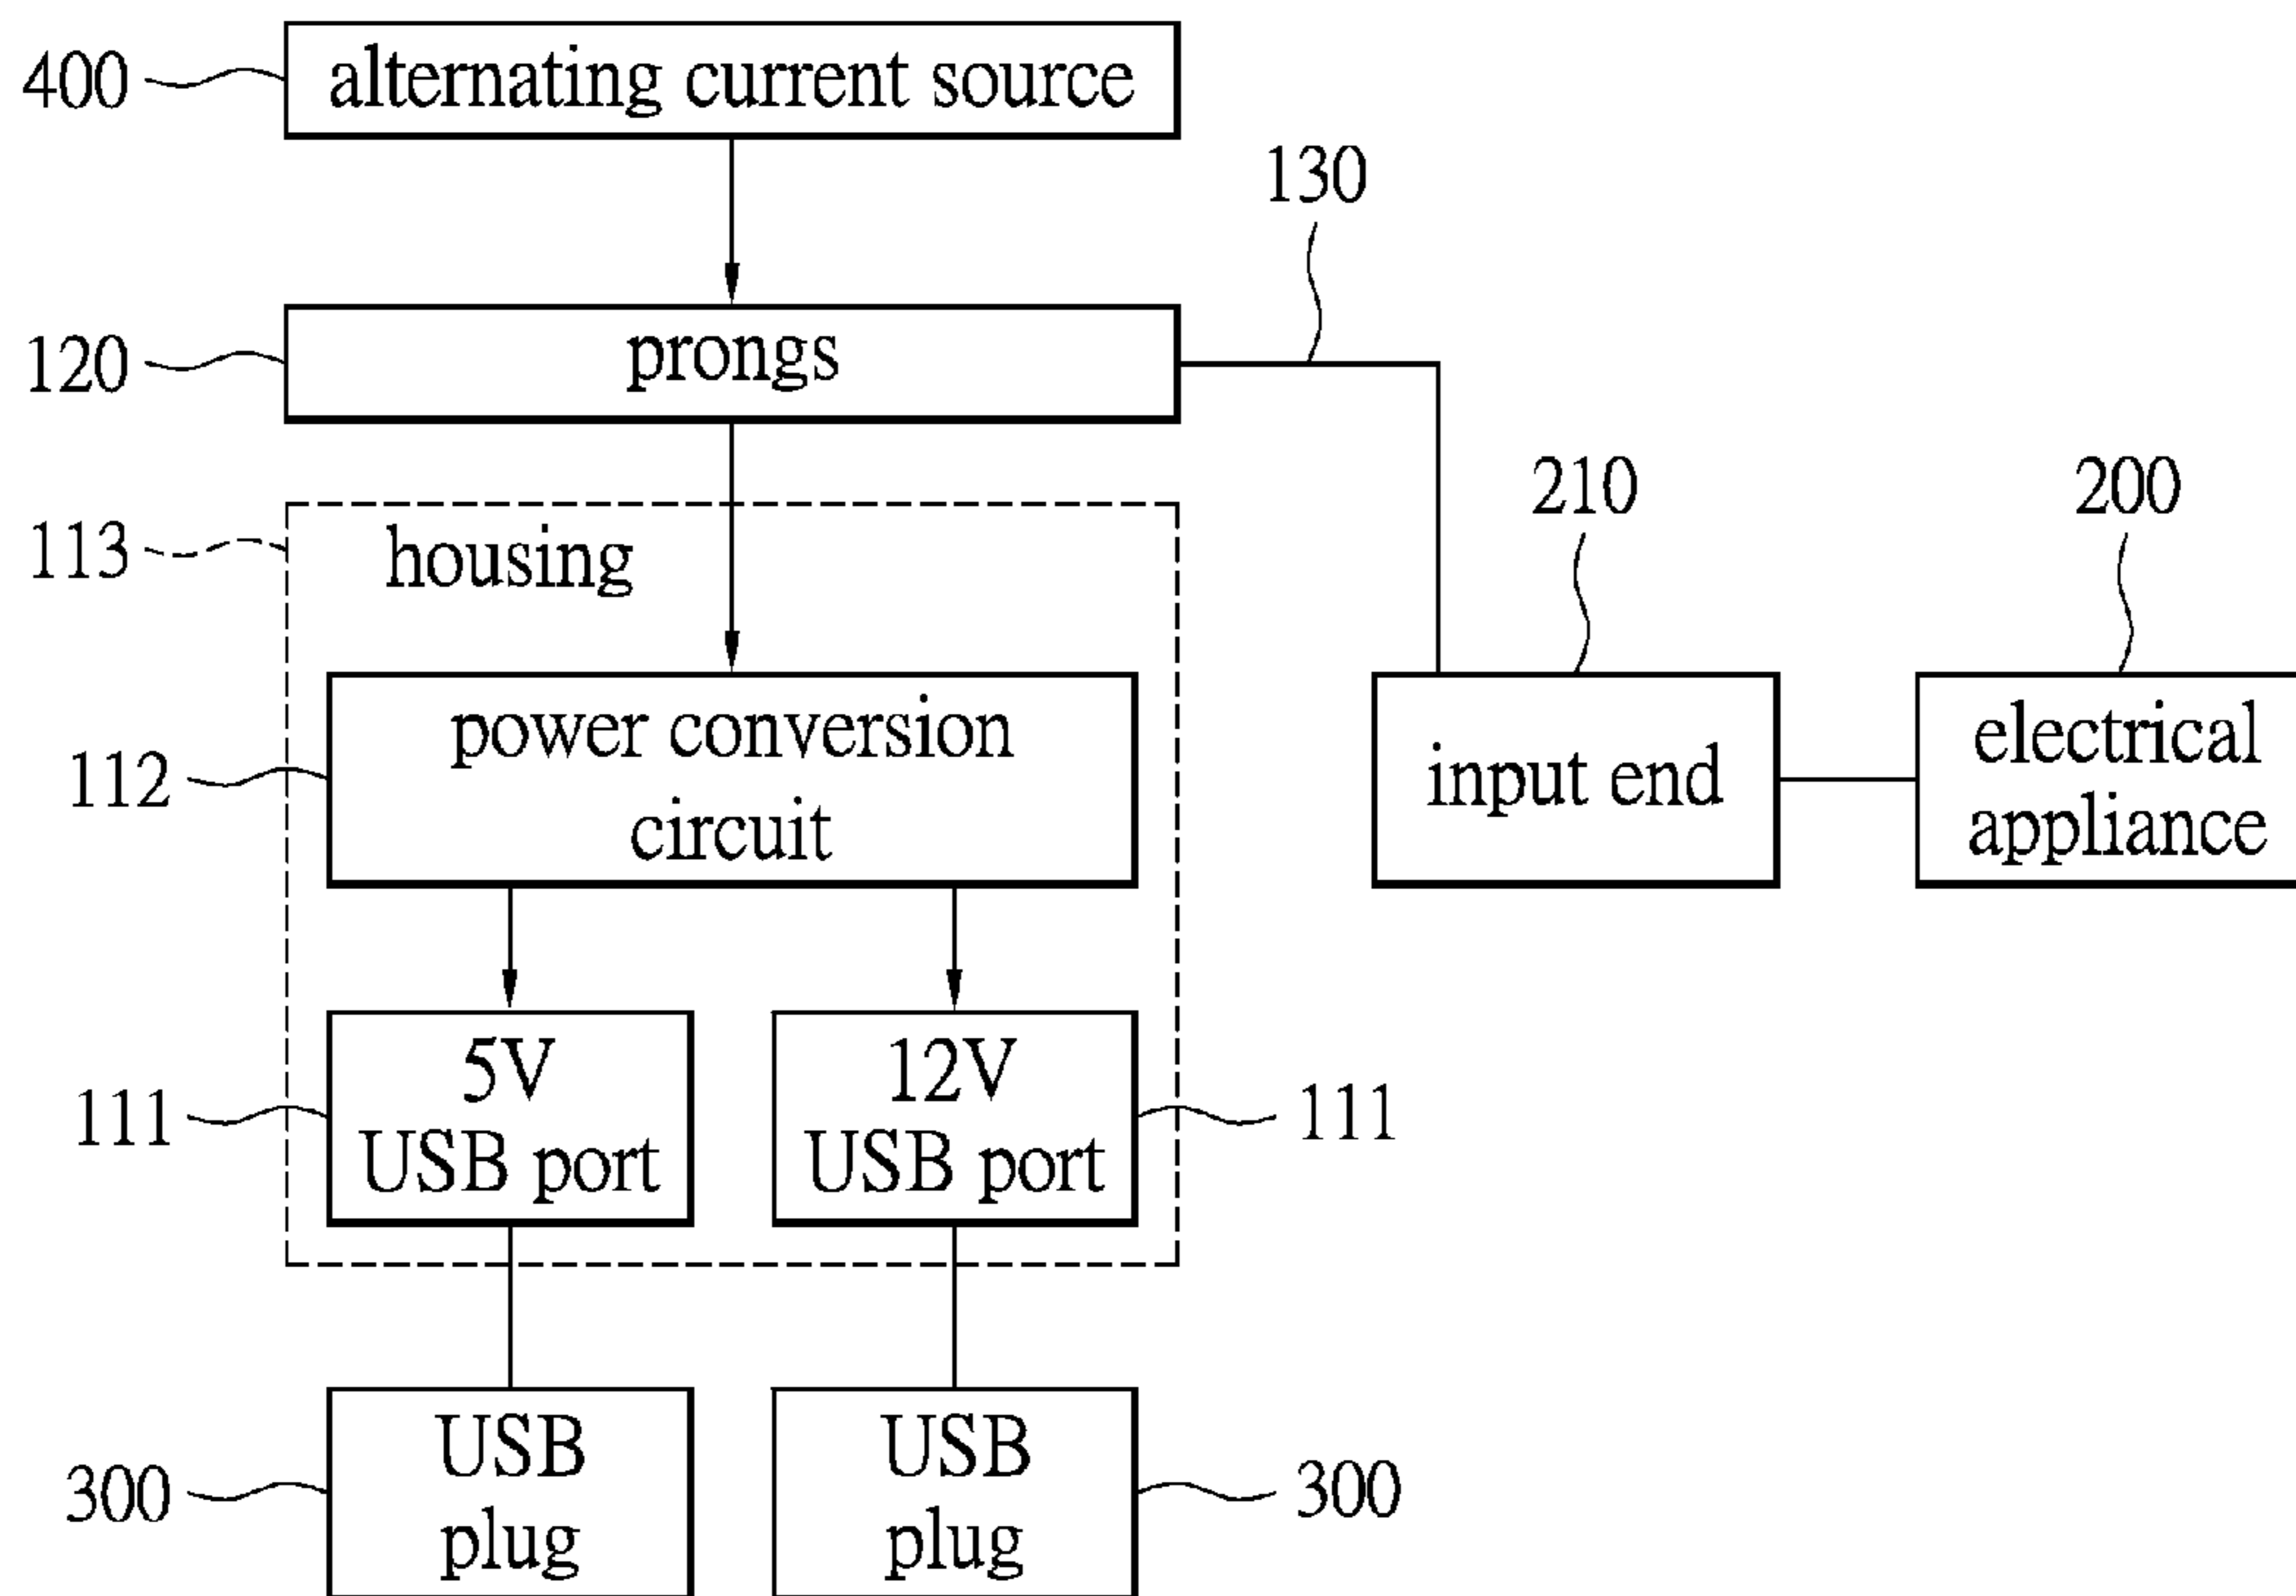 400
alternating current source
130
120
prongs
210
200
113
housing
112
power conversion
circuit
input end
electrical
appliance
111
5V
USB port
12V
USB port
111
300
USB
plug
USB
plug
300